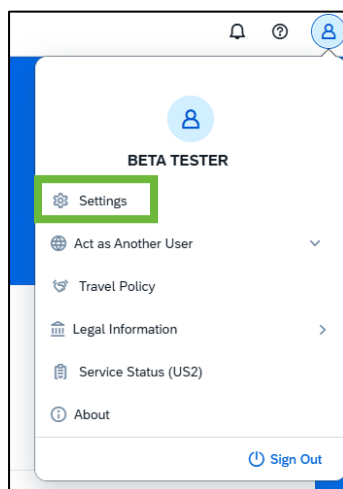 BETA TESTER
Settings
Act as Another User
Travel Policy
Legal Information
Service Status (US2)
About
Sign Out